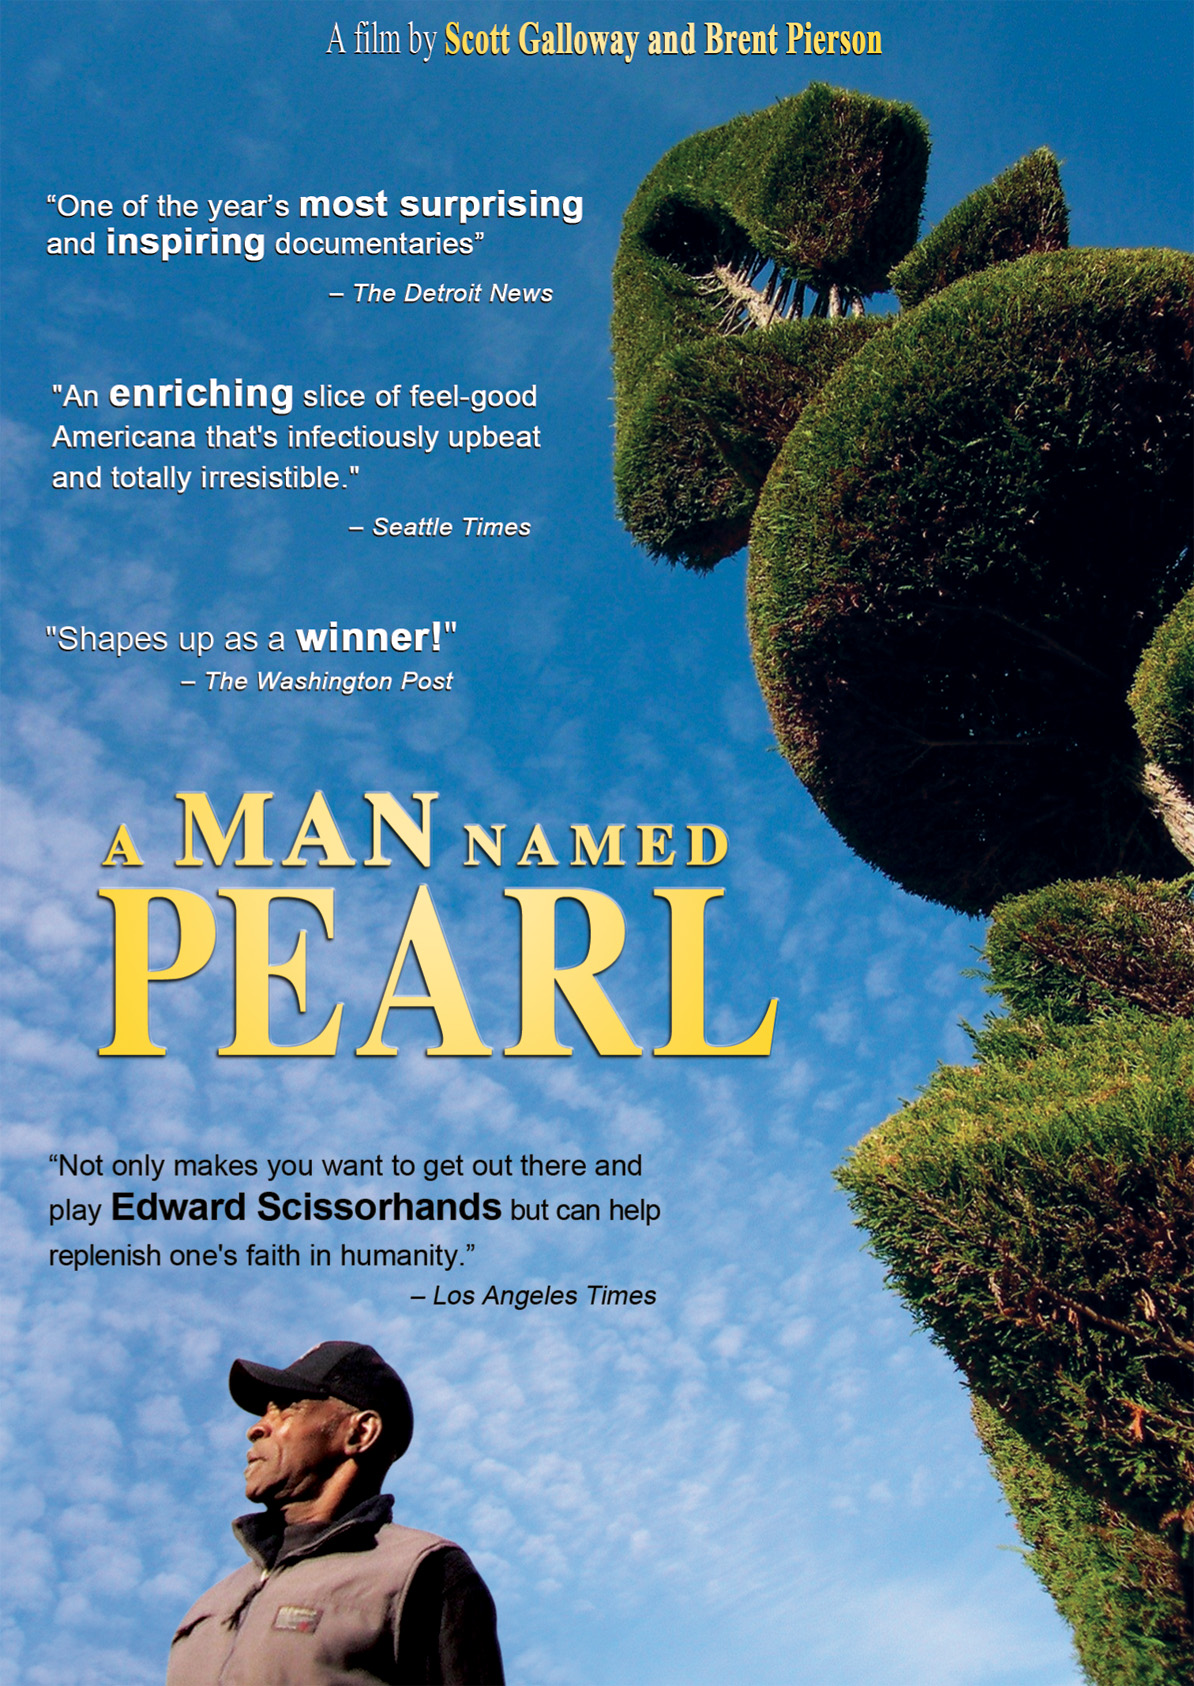 A film by Scott Galloway and Brent Pierson
“One of the year’s most surprising
and inspiring documentaries”
– The Detroit News
"An enriching slice of feel-good
Americana that's infectiously upbeat
and totally irresistible."
– Seattle Times
"Shapes up as a winner!"
– The Washington Post
A MAN NAMED
PEARL
“Not only makes you want to get out there and
play Edward Scissorhands but can help
replenish one's faith in humanity.”
– Los Angeles Times